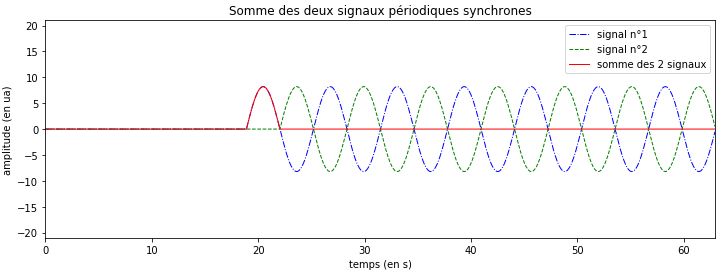 Somme des deux signaux périodiques synchrones
signal n°1
signal n°2
somme des 2 signaux
amplitude (en ua)
20
15
10
5
0
−5
−10
−15
−20
0 10 20 30 40 50 60
temps (en s)